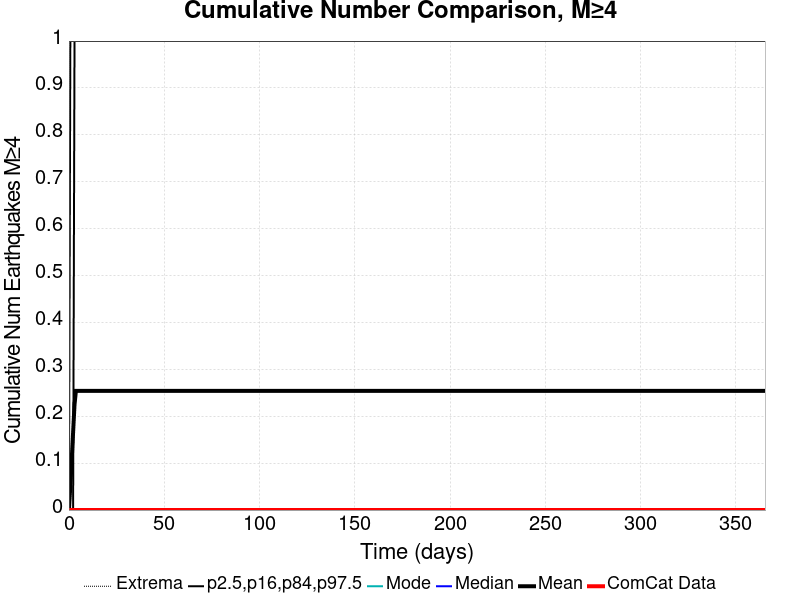 Cumulative Number Comparison, M≥4
Cumulative Num Earthquakes M≥4
1
0.9
0.8
0.7
0.6
0.5
0.4
0.3
0.2
0.1
0
0 50 100 150 200 250 300 350
Time (days)
Extrema p2.5,p16,p84,p97.5 Mode Median Mean ComCat Data